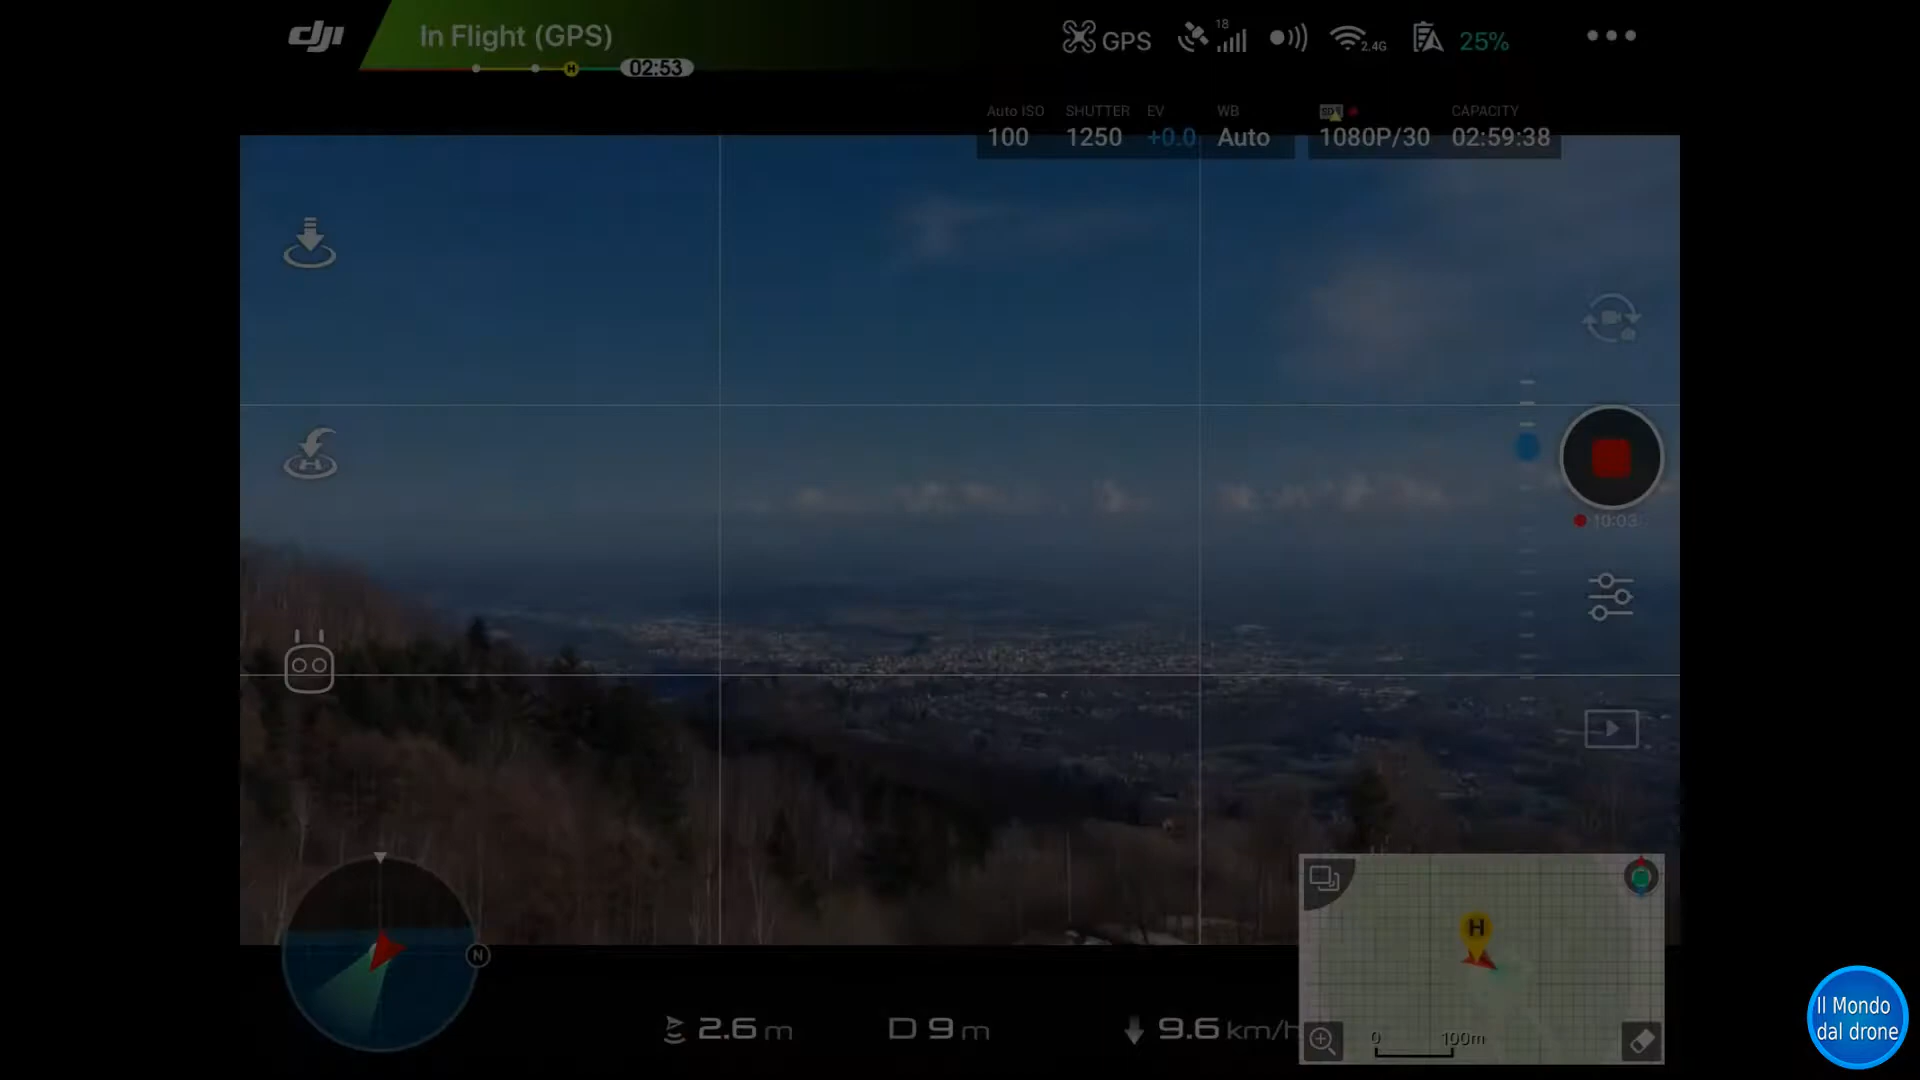 dji
In Flight (GPS)
02:53
H
GPS
18
2.4G
25%
Auto ISO
100
SHUTTER
1250
EV
+0.0
WB
Auto
1080P/30
CAPACITY
02:59:38
10:03
H
N
2.6 m
D 9 m
9.6 km/h
H
0 100m
Il Mondo
dal drone